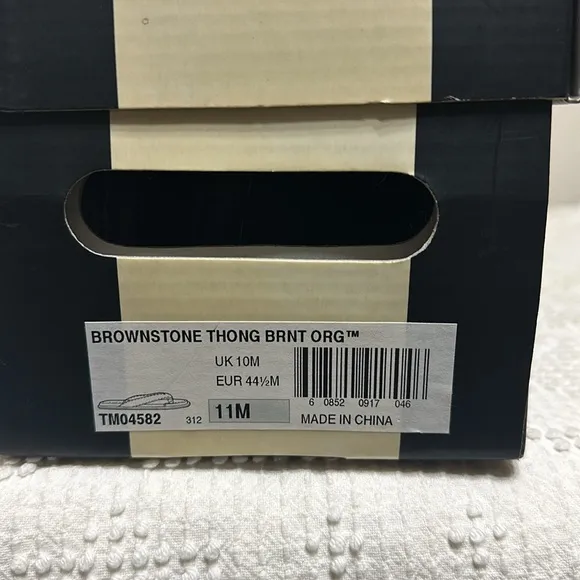 BROWNSTONE THONG BRNT ORG™
UK 10M
EUR 44½M
6 0852 0917 046
TM04582 312 11M MADE IN CHINA